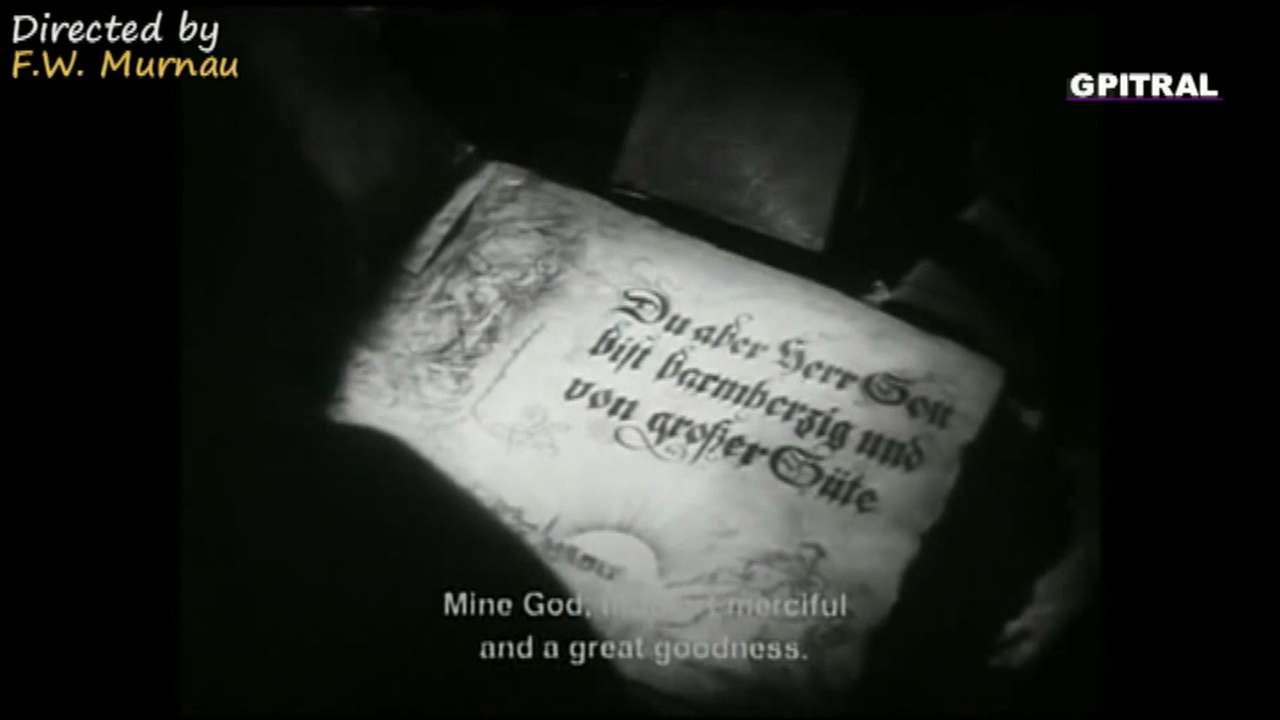 Directed by
F.W. Murnau
GPITRAL
Du aber Herr Gott
bist barmherzig und
von großer Güte
Mine God, merciful
and a great goodness.